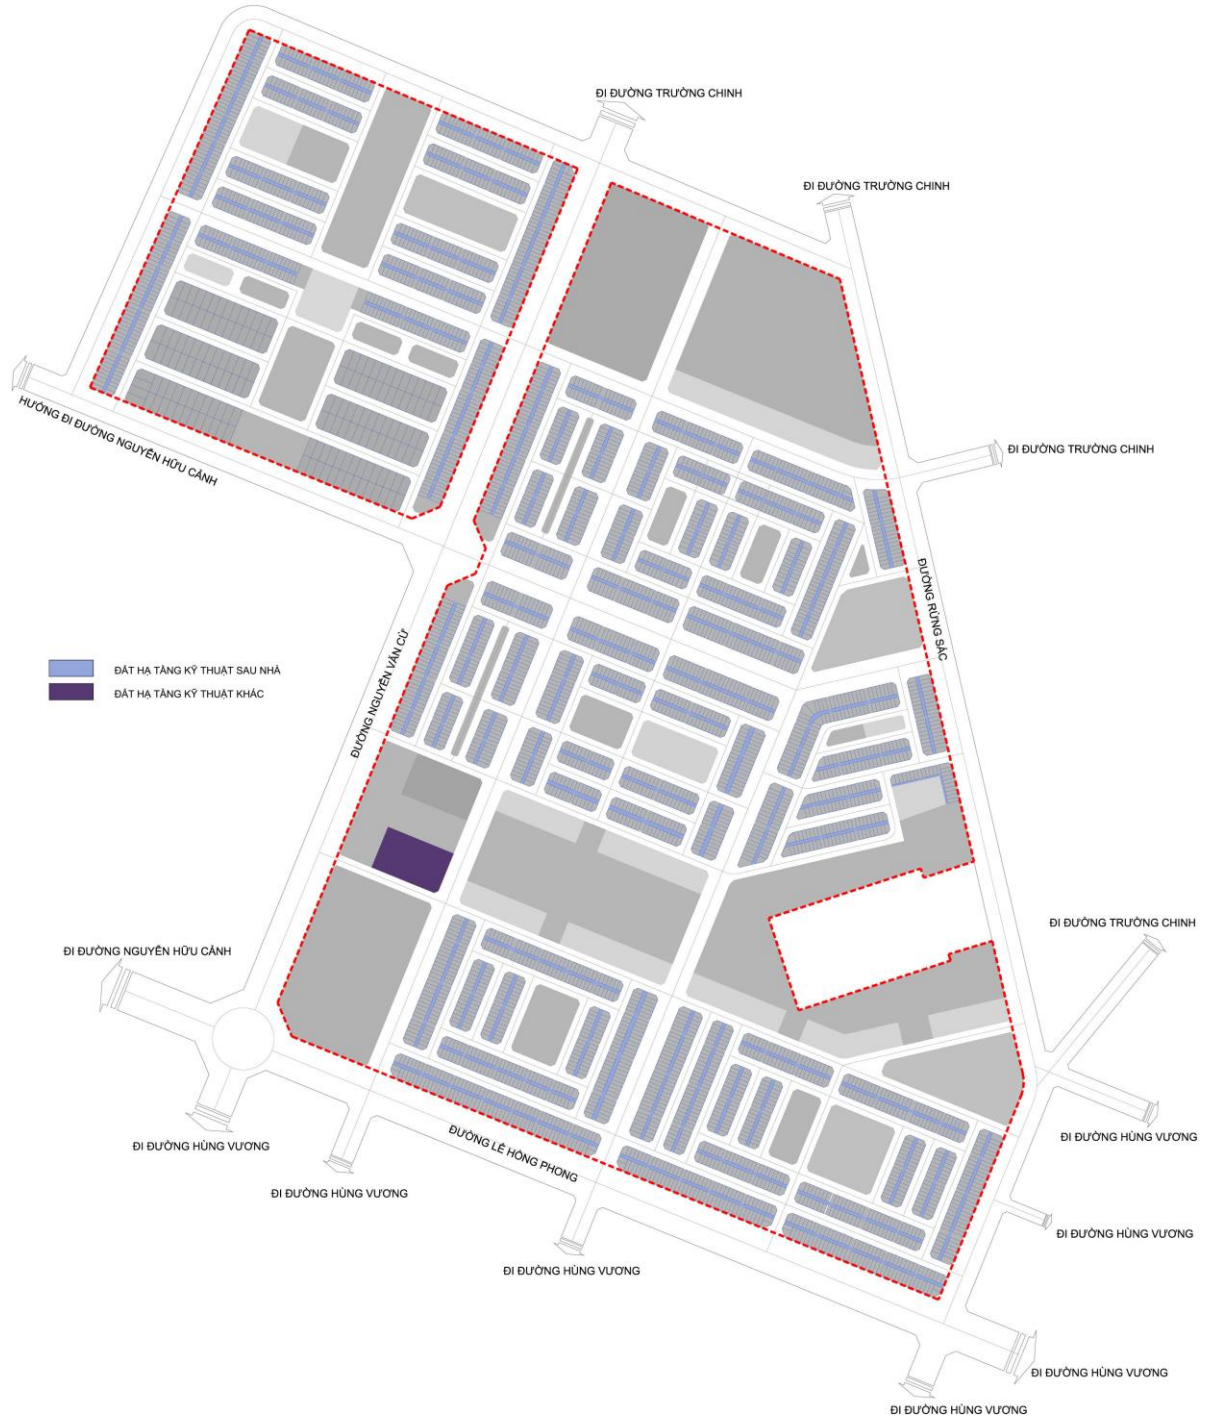 ĐI ĐƯỜNG TRƯỜNG CHINH
ĐI ĐƯỜNG TRƯỜNG CHINH
HƯỚNG ĐI ĐƯỜNG NGUYỄN HỮU CẢNH
ĐI ĐƯỜNG TRƯỜNG CHINH
ĐƯỜNG RỪNG SÁC
ĐƯỜNG NGUYỄN VĂN CỪ
ĐẤT HẠ TẦNG KỸ THUẬT SAU NHÀ
ĐẤT HẠ TẦNG KỸ THUẬT KHÁC
ĐI ĐƯỜNG TRƯỜNG CHINH
ĐI ĐƯỜNG NGUYỄN HỮU CẢNH
ĐI ĐƯỜNG HÙNG VƯƠNG
ĐI ĐƯỜNG HÙNG VƯƠNG
ĐƯỜNG LÊ HỒNG PHONG
ĐI ĐƯỜNG HÙNG VƯƠNG
ĐI ĐƯỜNG HÙNG VƯƠNG
ĐI ĐƯỜNG HÙNG VƯƠNG
ĐI ĐƯỜNG HÙNG VƯƠNG
ĐI ĐƯỜNG HÙNG VƯƠNG